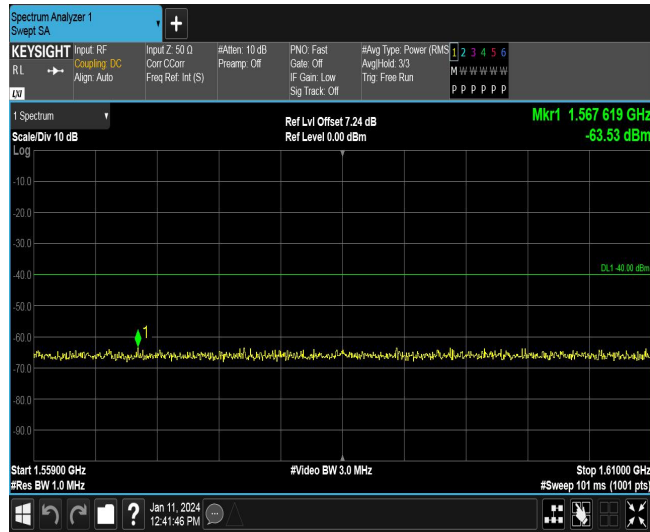 Spectrum Analyzer 1
Swept SA
+
KEYSIGHT
RL
LXI
Input: RF
Coupling: DC
Align: Auto
Input Z: 50 Ω
Corr CCorr
Freq Ref: Int (S)
#Atten: 10 dB
Preamp: Off
PNO: Fast
Gate: Off
IF Gain: Low
Sig Track: Off
#Avg Type: Power (RMS
Avg|Hold: 3/3
Trig: Free Run
1 2 3 4 5 6
M W W W W W
P P P P P P
1 Spectrum
Scale/Div 10 dB
Log
Ref Lvl Offset 7.24 dB
Ref Level 0.00 dBm
Mkr1 1.567 619 GHz
-63.53 dBm
-10.0
-20.0
-30.0
-40.0
DL1 -40.00 dBm
-50.0
-60.0
1
-70.0
-80.0
-90.0
Start 1.55900 GHz
#Video BW 3.0 MHz
Stop 1.61000 GHz
#Res BW 1.0 MHz
#Sweep 101 ms (1001 pts)
?
Jan 11, 2024
12:41:46 PM